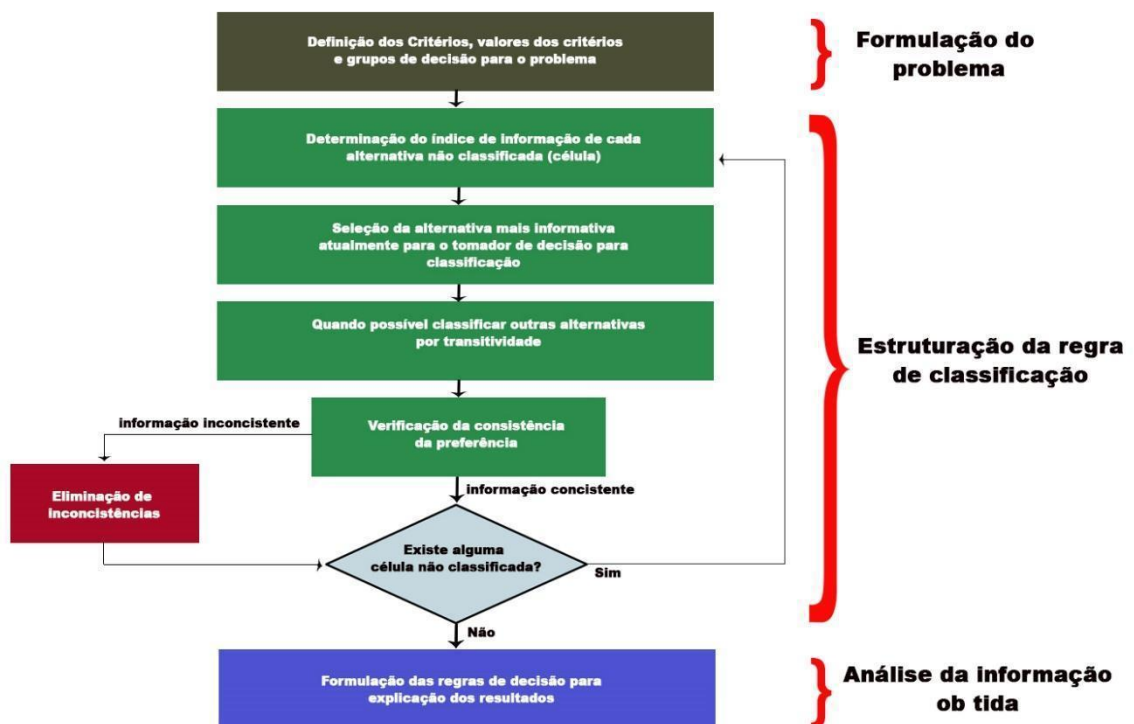 Definição dos Critérios, valores dos critérios
e grupos de decisão para o problema
Formulação do
problema
Determinação do índice de informação de cada
alternativa não classificada (célula)
Seleção da alternativa mais informativa
atualmente para o tomador de decisão para
classificação
Quando possível classificar outras alternativas
por transitividade
Estruturação da regra
de classificação
informação inconcistente
Verificação da consistência
da preferência
Eliminação de
inconcistências
informação concistente
Existe alguma
célula não classificada?
Sim
Não
Formulação das regras de decisão para
explicação dos resultados
Análise da informação
ob tida